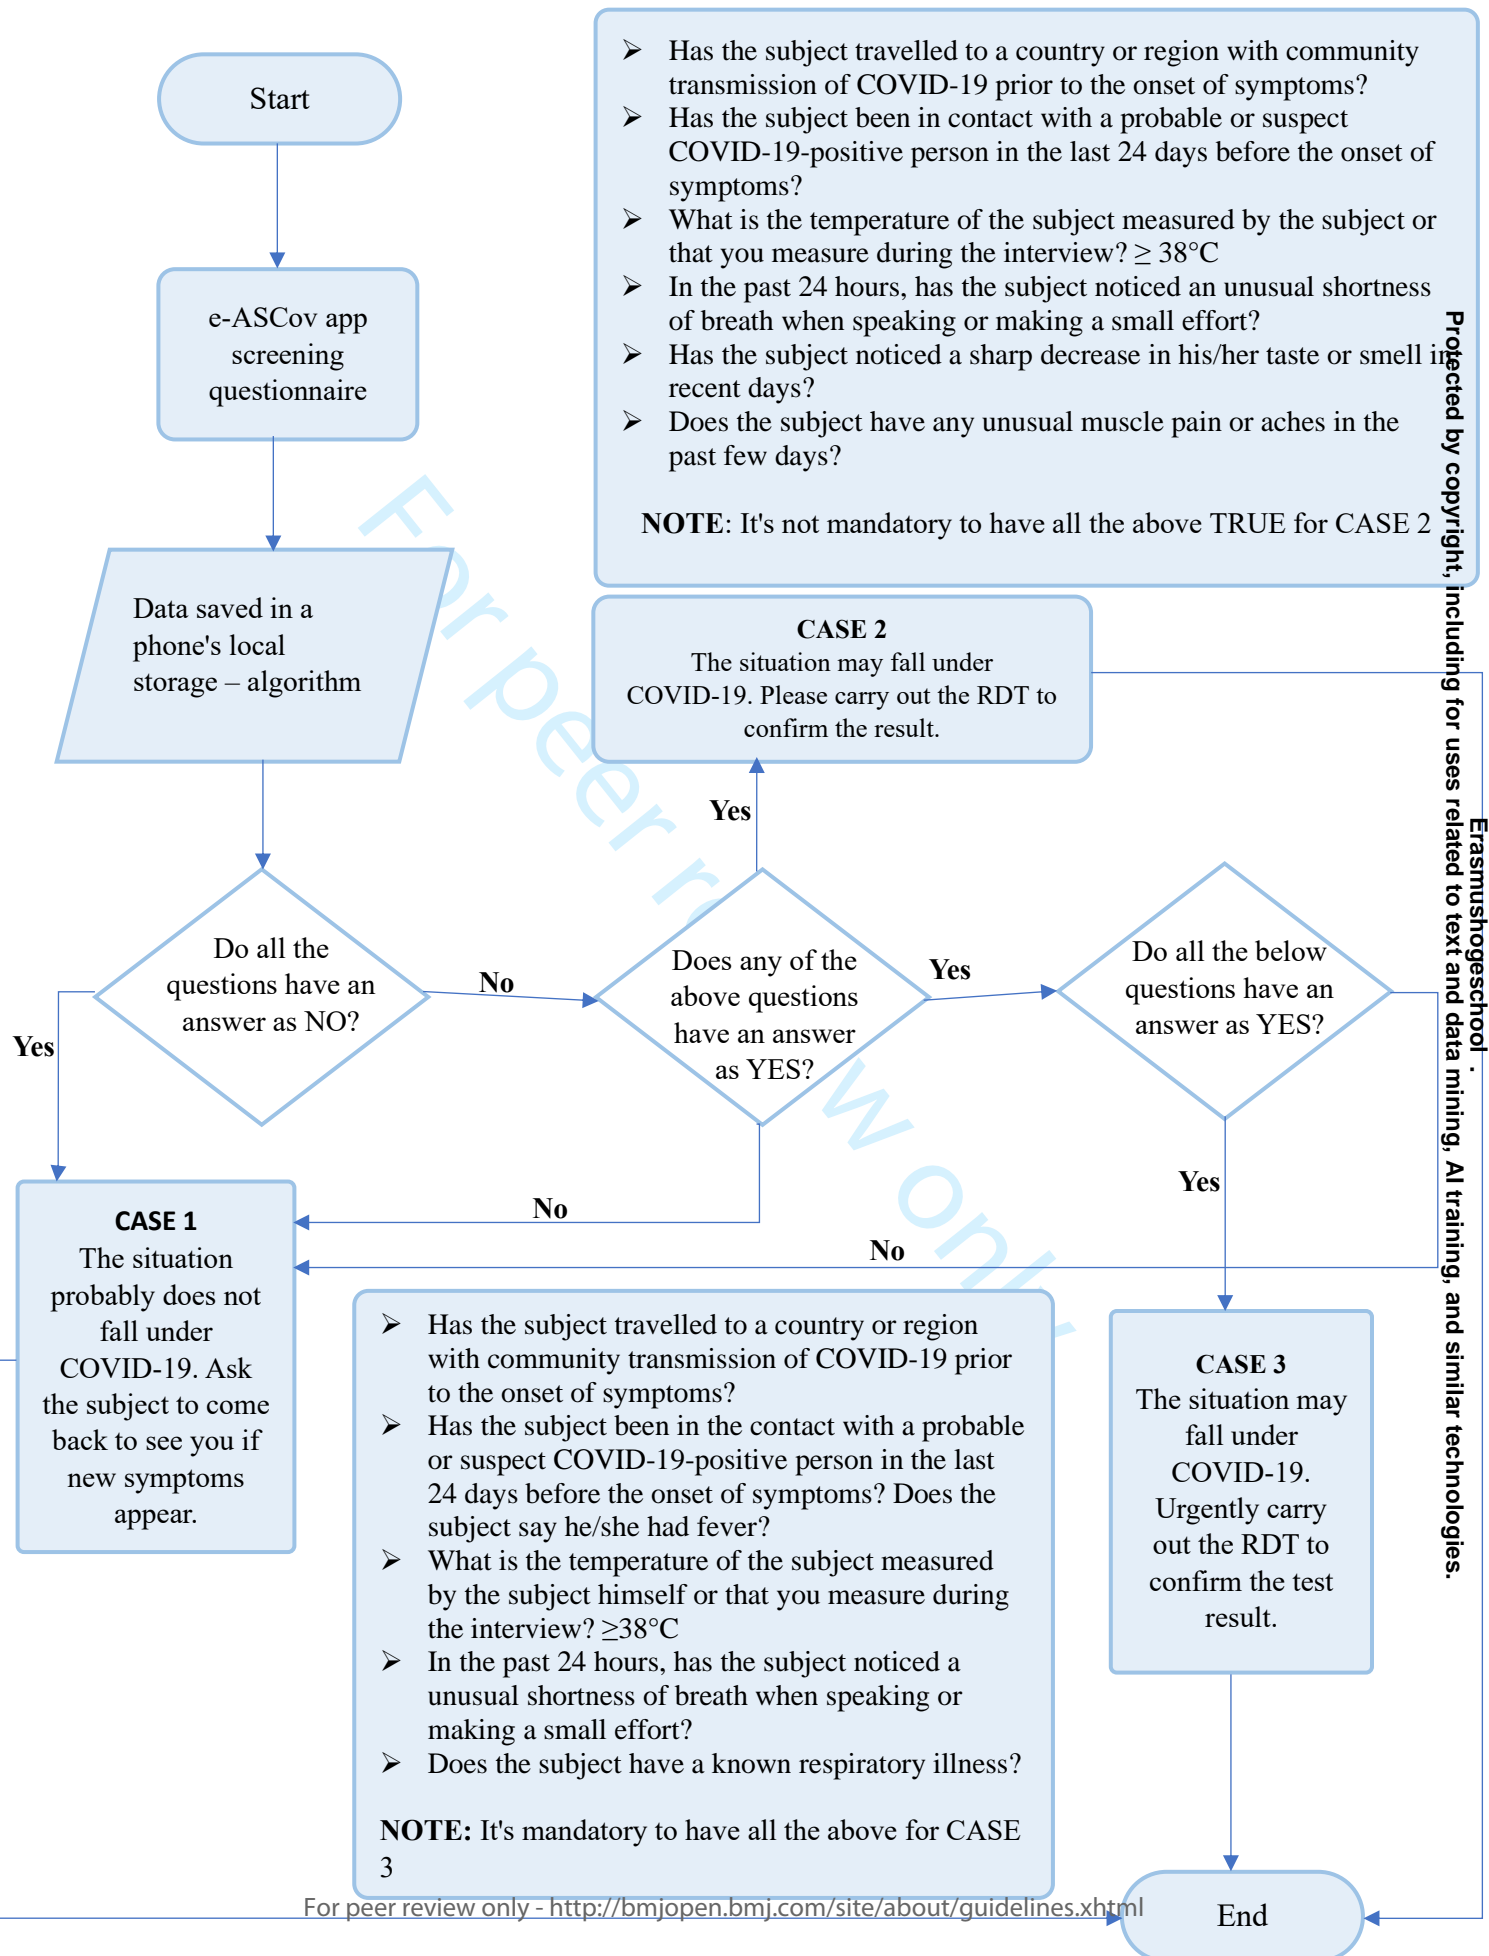 Start
e-ASCov app
screening
questionnaire
Data saved in a
phone's local
storage – algorithm
➢ Has the subject travelled to a country or region with community
transmission of COVID-19 prior to the onset of symptoms?
➢ Has the subject been in contact with a probable or suspect
COVID-19-positive person in the last 24 days before the onset of
symptoms?
➢ What is the temperature of the subject measured by the subject or
that you measure during the interview? ≥ 38°C
➢ In the past 24 hours, has the subject noticed an unusual shortness
of breath when speaking or making a small effort?
➢ Has the subject noticed a sharp decrease in his/her taste or smell in
recent days?
➢ Does the subject have any unusual muscle pain or aches in the
past few days?
NOTE: It's not mandatory to have all the above TRUE for CASE 2
CASE 2
The situation may fall under
COVID-19. Please carry out the RDT to
confirm the result.
Yes
Do all the
questions have an
answer as NO?
No
Does any of the
above questions
have an answer
as YES?
Yes
Do all the below
questions have an
answer as YES?
Yes
Yes
No
No
CASE 1
The situation
probably does not
fall under
COVID-19. Ask
the subject to come
back to see you if
new symptoms
appear.
➢ Has the subject travelled to a country or region
with community transmission of COVID-19 prior
to the onset of symptoms?
➢ Has the subject been in the contact with a probable
or suspect COVID-19-positive person in the last
24 days before the onset of symptoms? Does the
subject say he/she had fever?
➢ What is the temperature of the subject measured
by the subject himself or that you measure during
the interview? ≥38°C
➢ In the past 24 hours, has the subject noticed a
unusual shortness of breath when speaking or
making a small effort?
➢ Does the subject have a known respiratory illness?
NOTE: It's mandatory to have all the above for CASE
3
CASE 3
The situation may
fall under
COVID-19.
Urgently carry
out the RDT to
confirm the test
result.
End
For peer review only - http://bmjopen.bmj.com/site/about/guidelines.xhtml
For peer review only
Erasmushogeschool .
Protected by copyright, including for uses related to text and data mining, AI training, and similar technologies.